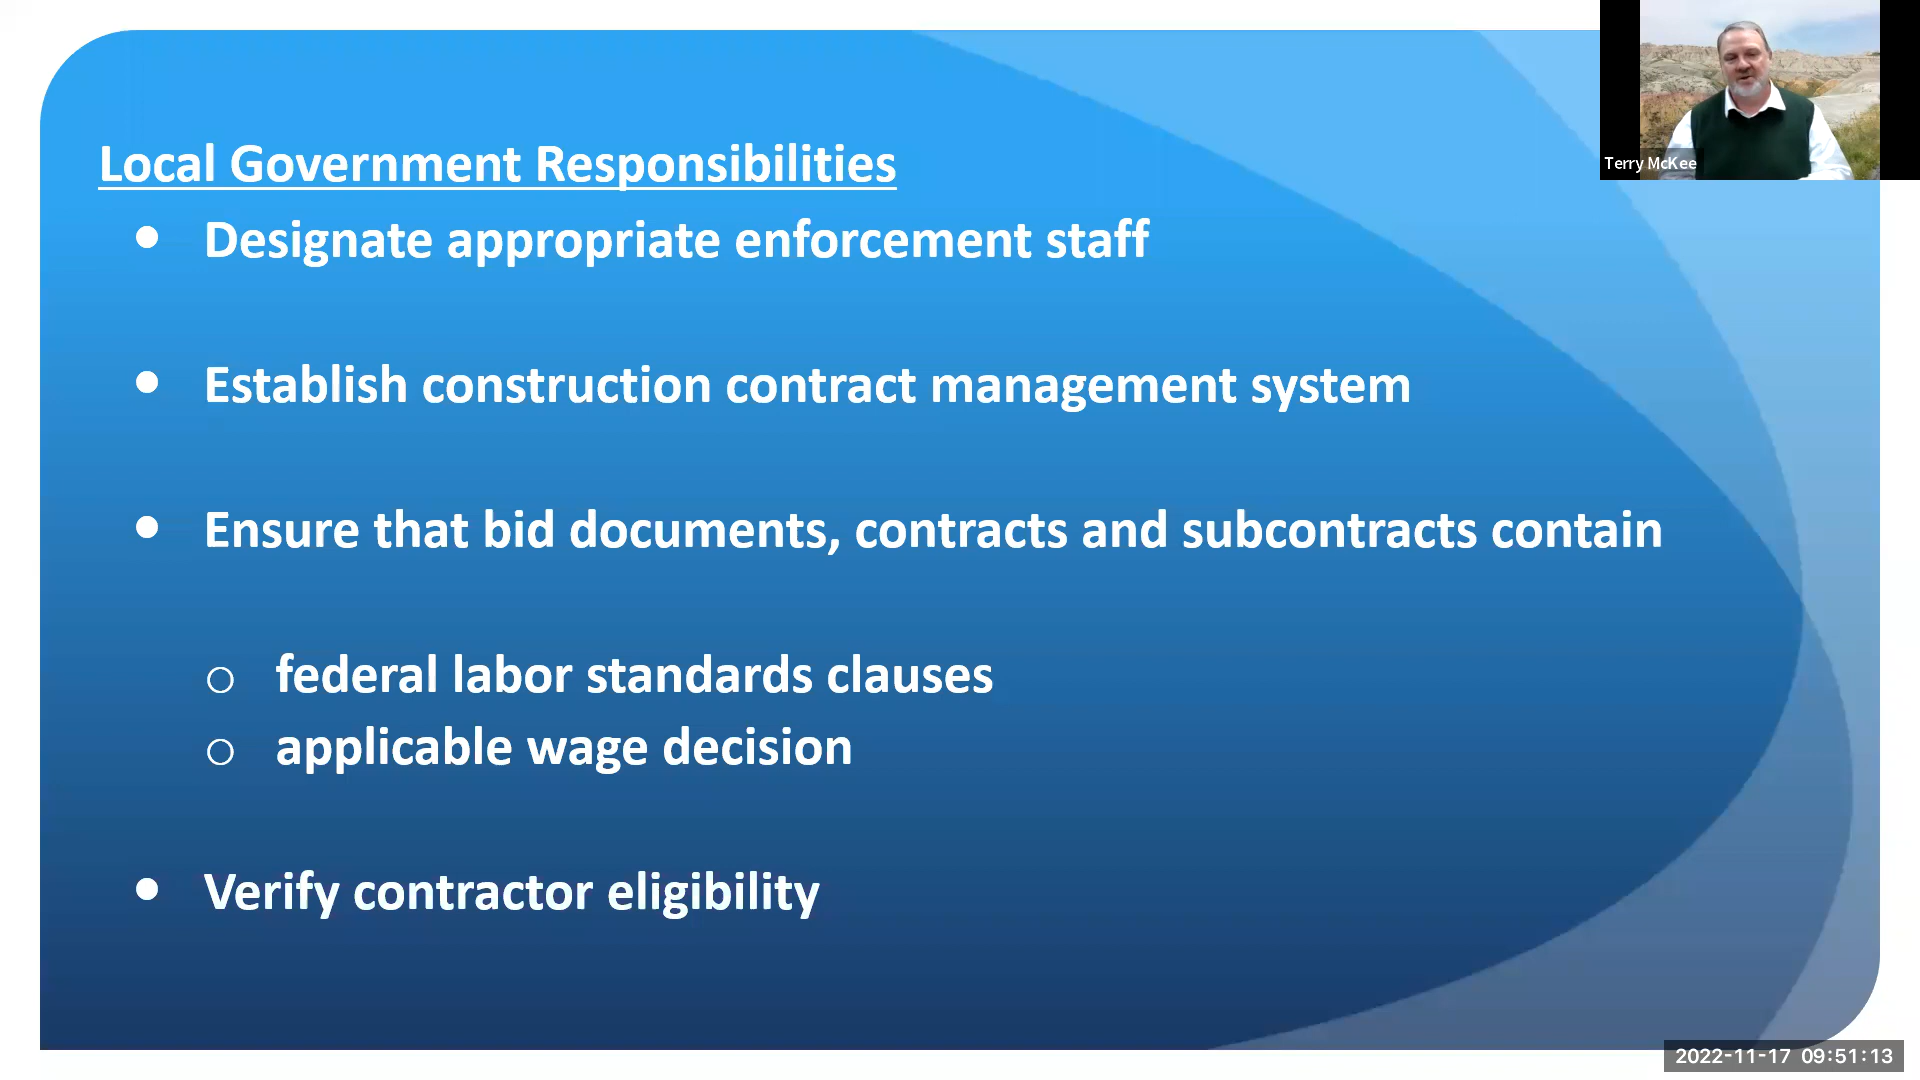 Local Government Responsibilities
Designate appropriate enforcement staff
Establish construction contract management system
Ensure that bid documents, contracts and subcontracts contain
federal labor standards clauses
applicable wage decision
Verify contractor eligibility
Terry McKee
2022-11-17 09:51:13